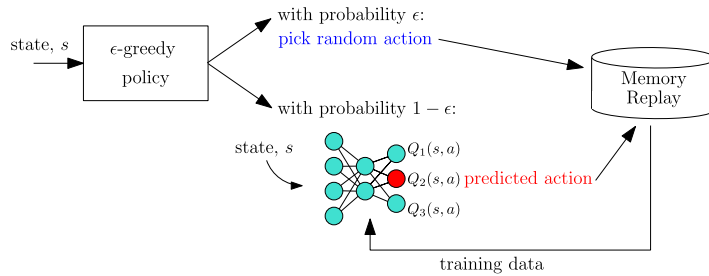 with probability ϵ:
pick random action
state, s
ϵ-greedy
policy
Memory
Replay
with probability 1 − ϵ:
state, s
Q₁(s, a)
Q₂(s, a)
predicted action
Q₃(s, a)
training data